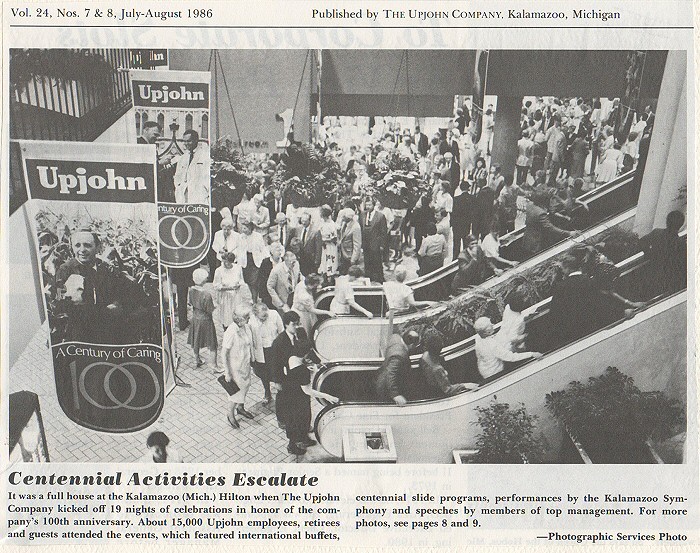 Vol. 24, Nos. 7 & 8, July-August 1986
Published by THE UPJOHN COMPANY, Kalamazoo, Michigan
Upjohn
Century of Caring
100
Upjohn
A Century of Caring
100
Centennial Activities Escalate
It was a full house at the Kalamazoo (Mich.) Hilton when The Upjohn
Company kicked off 19 nights of celebrations in honor of the com-
pany's 100th anniversary. About 15,000 Upjohn employees, retirees
and guests attended the events, which featured international buffets,
centennial slide programs, performances by the Kalamazoo Sym-
phony and speeches by members of top management. For more
photos, see pages 8 and 9.
—Photographic Services Photo